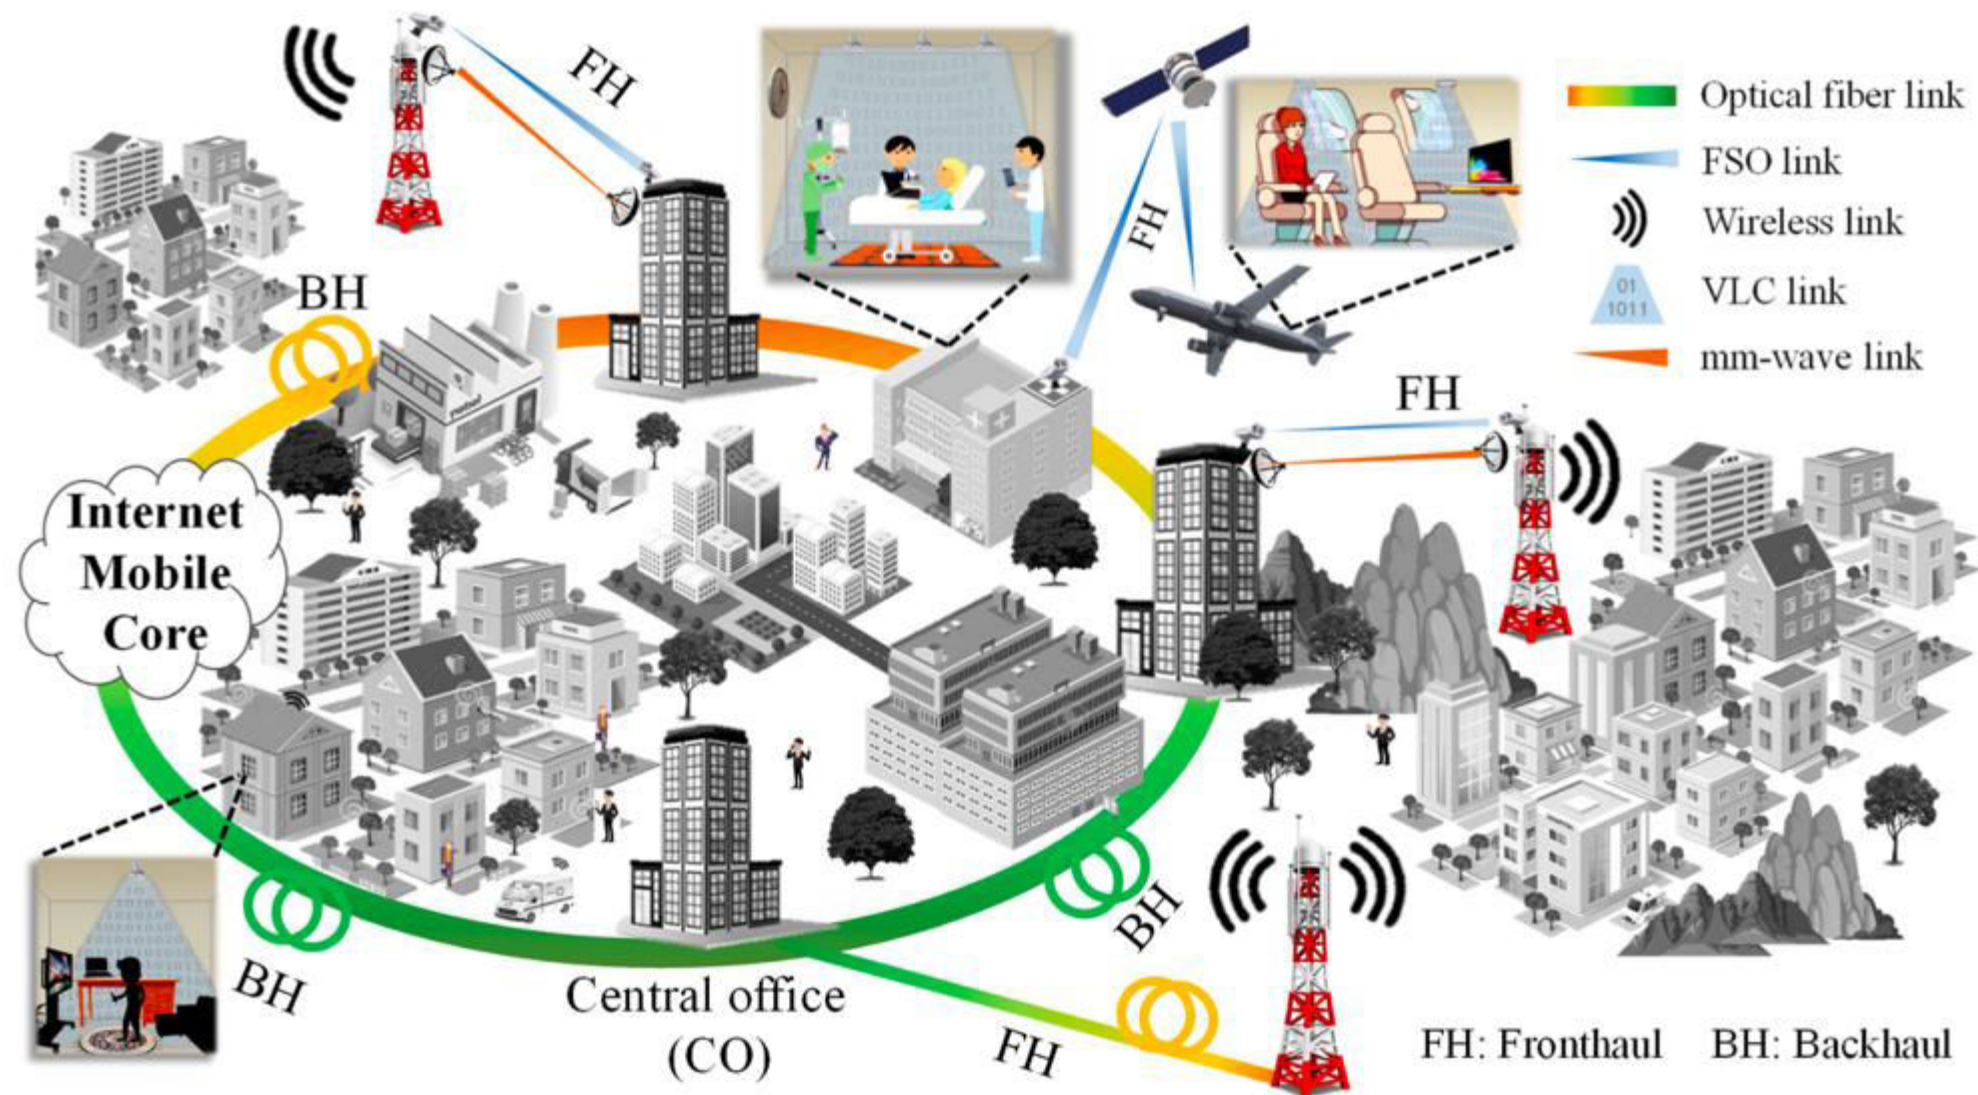 FH
FH
Optical fiber link
FSO link
Wireless link
01
1011
VLC link
mm-wave link
BH
FH
Internet
Mobile
Core
BH
BH
Central office
(CO)
FH
FH: Fronthaul    BH: Backhaul